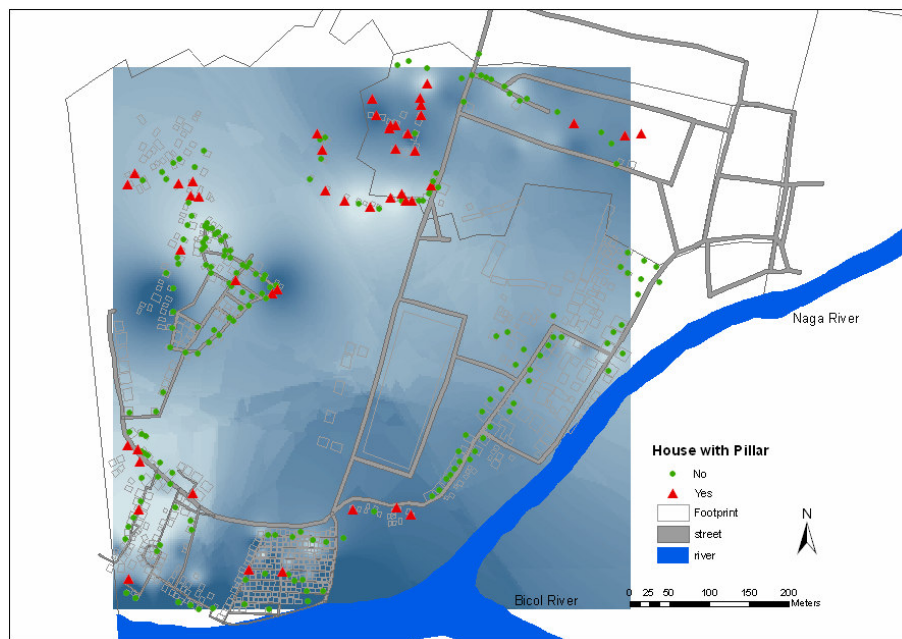 Naga River
House with Pillar
No
Yes
Footprint
street
river
N
Bicol River
0 25 50 100 150 200
Meters